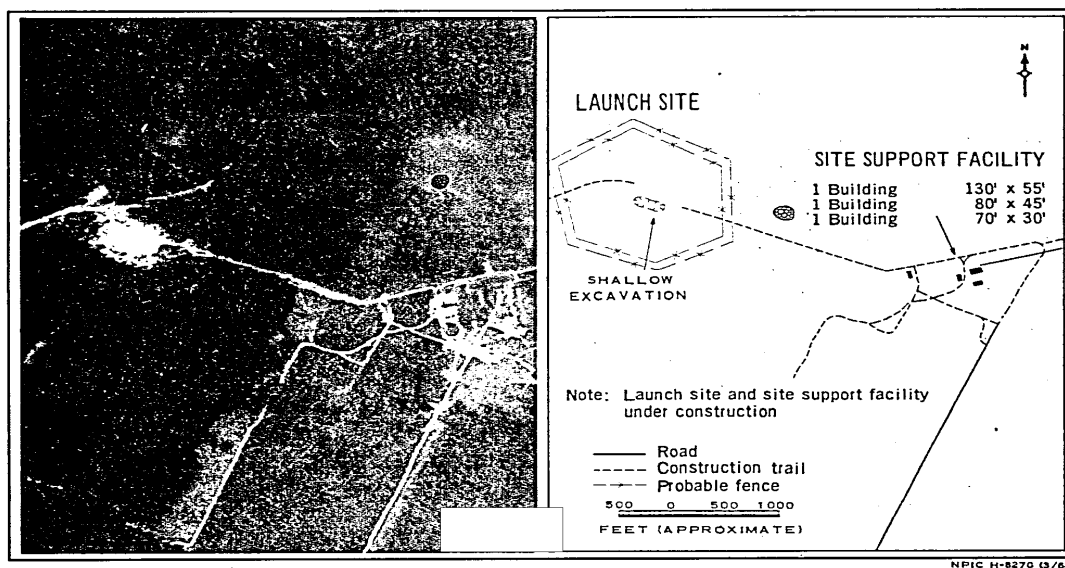 N
LAUNCH SITE
SITE SUPPORT FACILITY
1 Building 130' x 55'
1 Building 80' x 45'
1 Building 70' x 30'
SHALLOW
EXCAVATION
Note: Launch site and site support facility
under construction
Road
Construction trail
Probable fence
500 0 500 1000
FEET (APPROXIMATE)
NPIC H-8270 (3/6